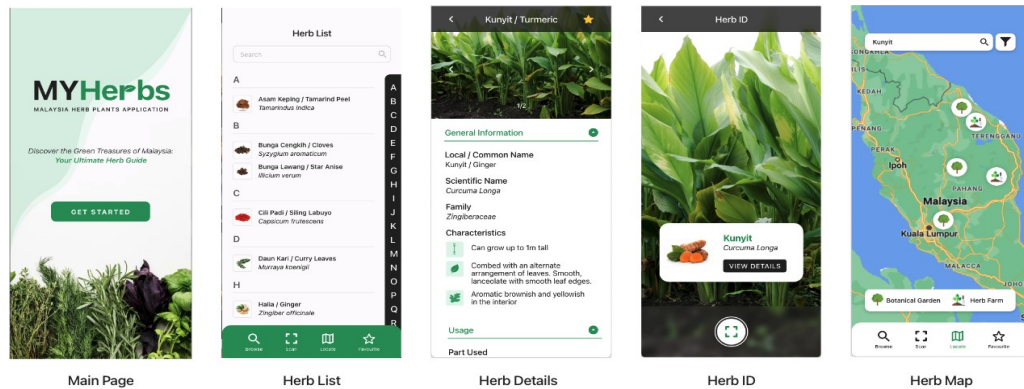 MYHerbs
MALAYSIA HERB PLANTS APPLICATION
Discover the Green Treasures of Malaysia:
Your Ultimate Herb Guide
GET STARTED
Main Page
Herb List
Search
A
Asam Keping / Tamarind Peel
Tamarindus Indica
B
Bunga Cengkih / Cloves
Syzygium aromaticum
Bunga Lawang / Star Anise
Illicium verum
C
Cili Padi / Siling Labuyo
Capsicum frutescens
D
Daun Kari / Curry Leaves
Murraya koenigii
H
Halia / Ginger
Zingiber officinale
A
B
C
D
E
F
G
H
I
J
K
L
M
N
O
P
Q
R
Browse
Scan
Locate
Favourite
Herb List
Kunyit / Turmeric
1/2
General Information
Local / Common Name
Kunyit / Ginger
Scientific Name
Curcuma Longa
Family
Zingiberaceae
Characteristics
Can grow up to 1m tall
Combed with an alternate
arrangement of leaves. Smooth,
lanceolate with smooth leaf edges.
Aromatic brownish and yellowish
in the interior
Usage
Part Used
Herb Details
Herb ID
Kunyit
Curcuma Longa
VIEW DETAILS
Herb ID
Kunyit
KEDAH
PENANG
TERENGGANU
PERAK
Ipoh
PAHANG
Malaysia
Kuala Lumpur
MALACCA
JOHO
Botanical Garden
Herb Farm
Browse
Scan
Locate
Favourite
Herb Map